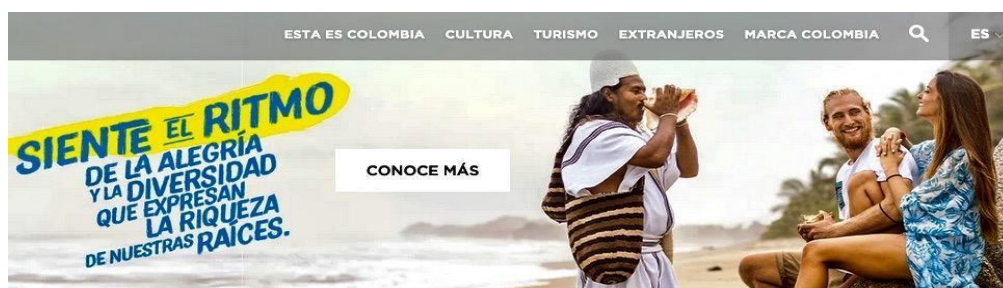 ESTA ES COLOMBIA CULTURA TURISMO EXTRANJEROS MARCA COLOMBIA ES
SIENTE EL RITMO
DE LA ALEGRÍA
Y LA DIVERSIDAD
QUE EXPRESAN
LA RIQUEZA
DE NUESTRAS RAÍCES.
CONOCE MÁS